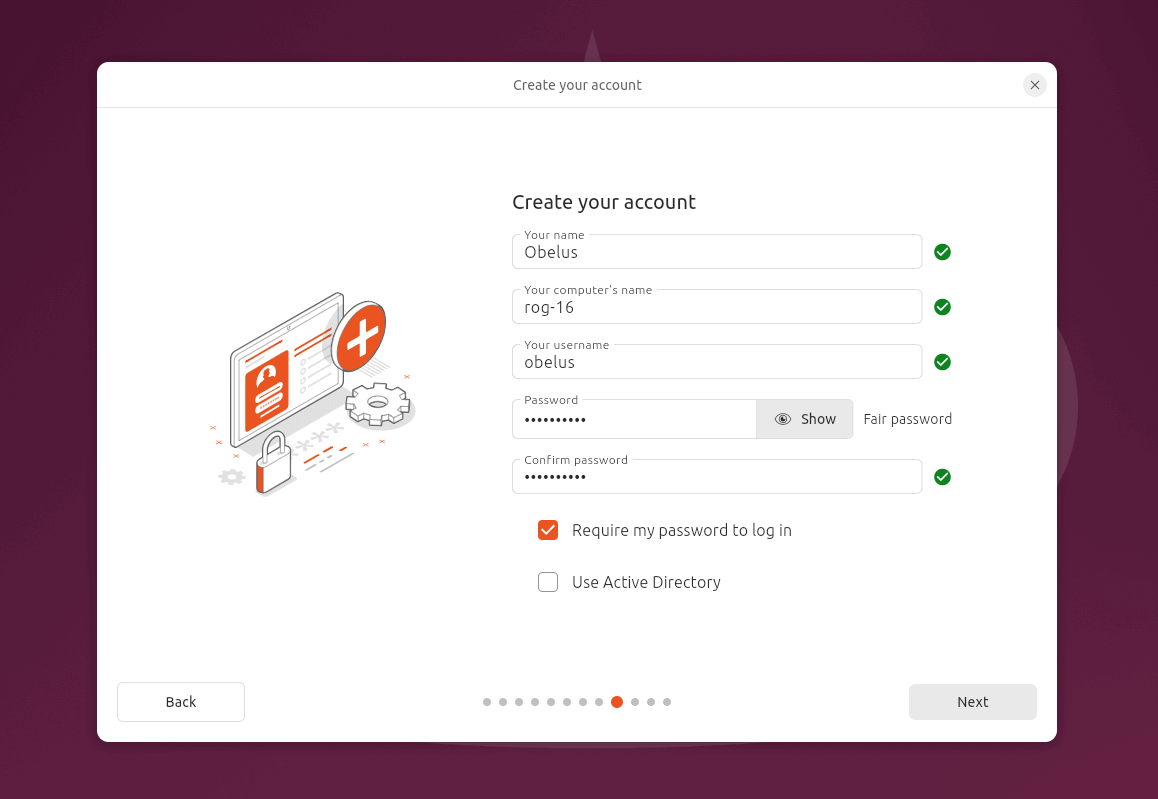 Create your account
Create your account
Your name
Obelus
Your computer's name
rog-16
Your username
obelus
Password
••••••••••
Show
Fair password
Confirm password
••••••••••
Require my password to log in
Use Active Directory
Back
Next